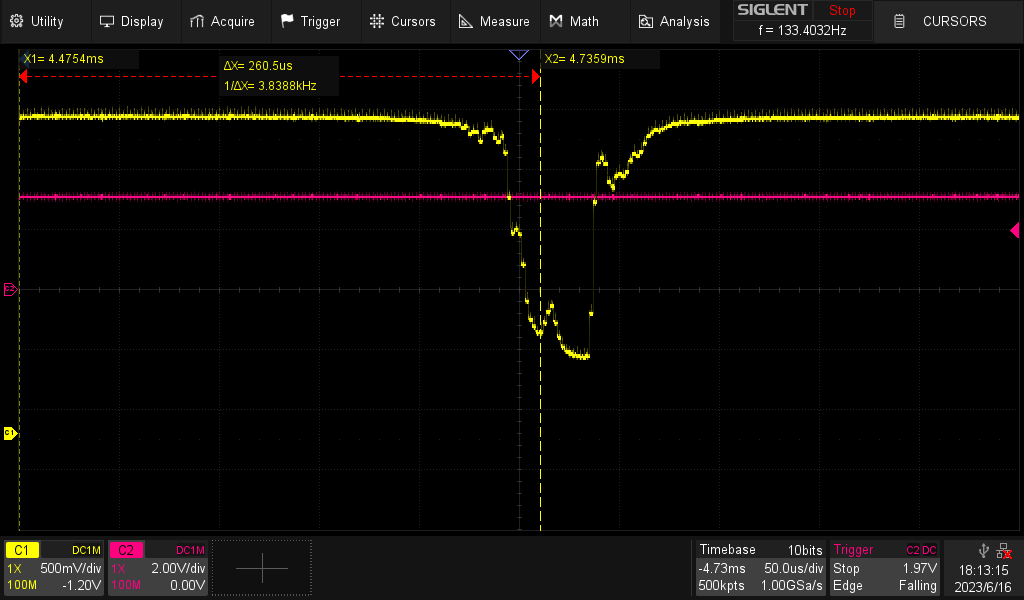 Utility Display Acquire Trigger Cursors Measure Math Analysis SIGLENT Stop CURSORS
f = 133.4032Hz
X1= 4.4754ms X2= 4.7359ms
ΔX= 260.5us
1/ΔX= 3.8388kHz
C2
C1
C1 DC1M C2 DC1M Timebase 10bits Trigger C2 DC
1X 500mV/div 1X 2.00V/div -4.73ms 50.0us/div Stop 1.97V 18:13:15
100M -1.20V 100M 0.00V 500kpts 1.00GSa/s Edge Falling 2023/6/16